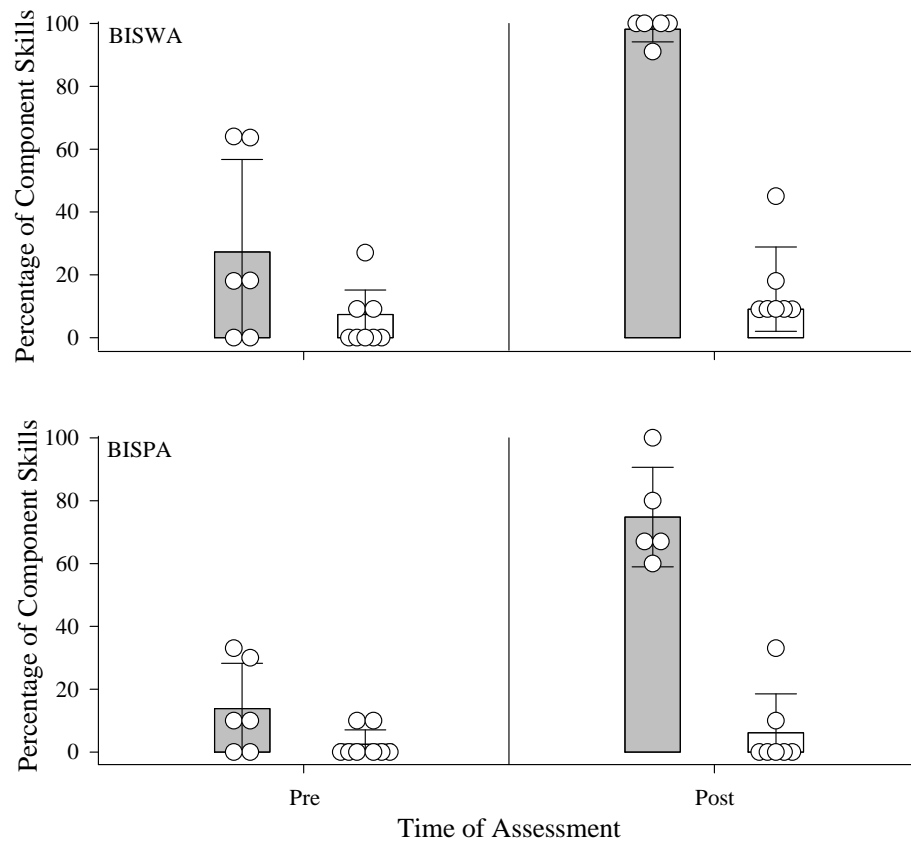 Percentage of Component Skills
BISWA
100
80
60
40
20
0
Percentage of Component Skills
BISPA
100
80
60
40
20
0
Pre
Post
Time of Assessment